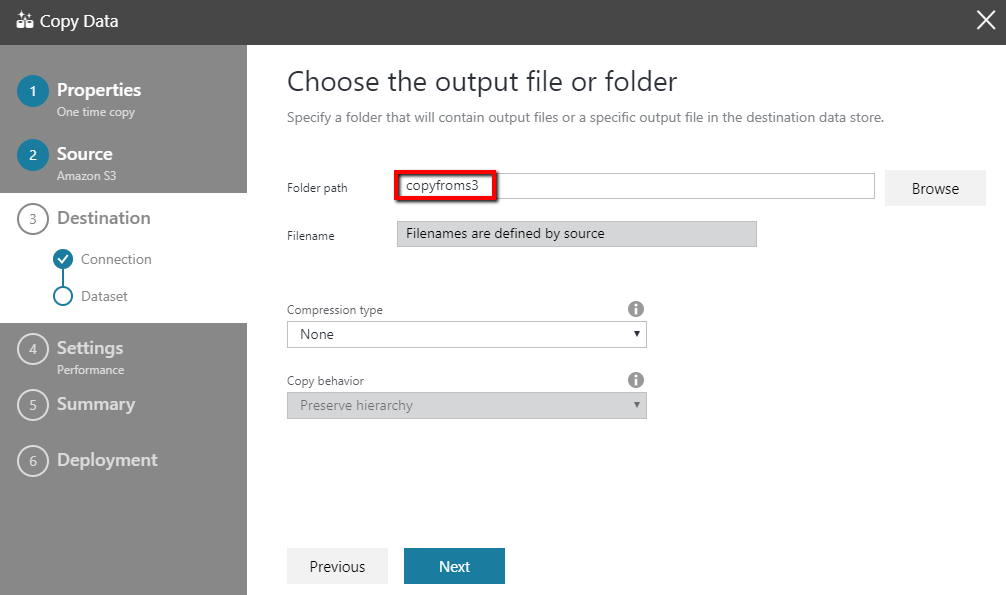 Copy Data
1 Properties
One time copy
2 Source
Amazon S3
3 Destination
Connection
Dataset
4 Settings
Performance
5 Summary
6 Deployment
Choose the output file or folder
Specify a folder that will contain output files or a specific output file in the destination data store.
Folder path copyfroms3 Browse
Filename Filenames are defined by source
Compression type
None
Copy behavior
Preserve hierarchy
Previous Next